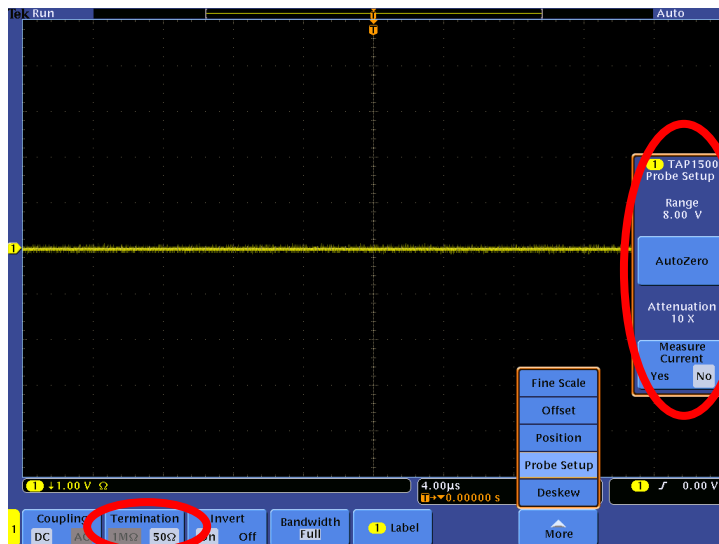 Tek Run
Auto
T
T
1 TAP1500
Probe Setup
Range
8.00 V
1
AutoZero
Attenuation
10 X
Measure
Current
Yes No
Fine Scale
Offset
Position
Probe Setup
Deskew
1 ↓1.00 V Ω
4.00µs
T→▼0.00000 s
1 ʃ 0.00 V
1
Coupling
DC AC
Termination
1MΩ 50Ω
Invert
On Off
Bandwidth
Full
1 Label
More